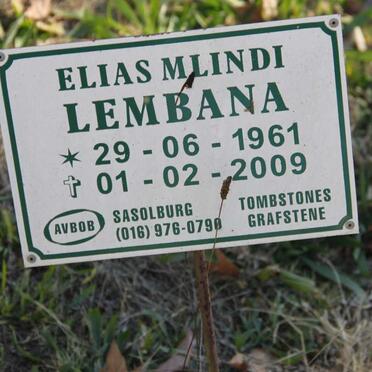 ELIAS MLINDI
LEMBANA
29 - 06 - 1961
01 - 02 - 2009
AVBOB
SASOLBURG
(016) 976-0790
TOMBSTONES
GRAFSTENE